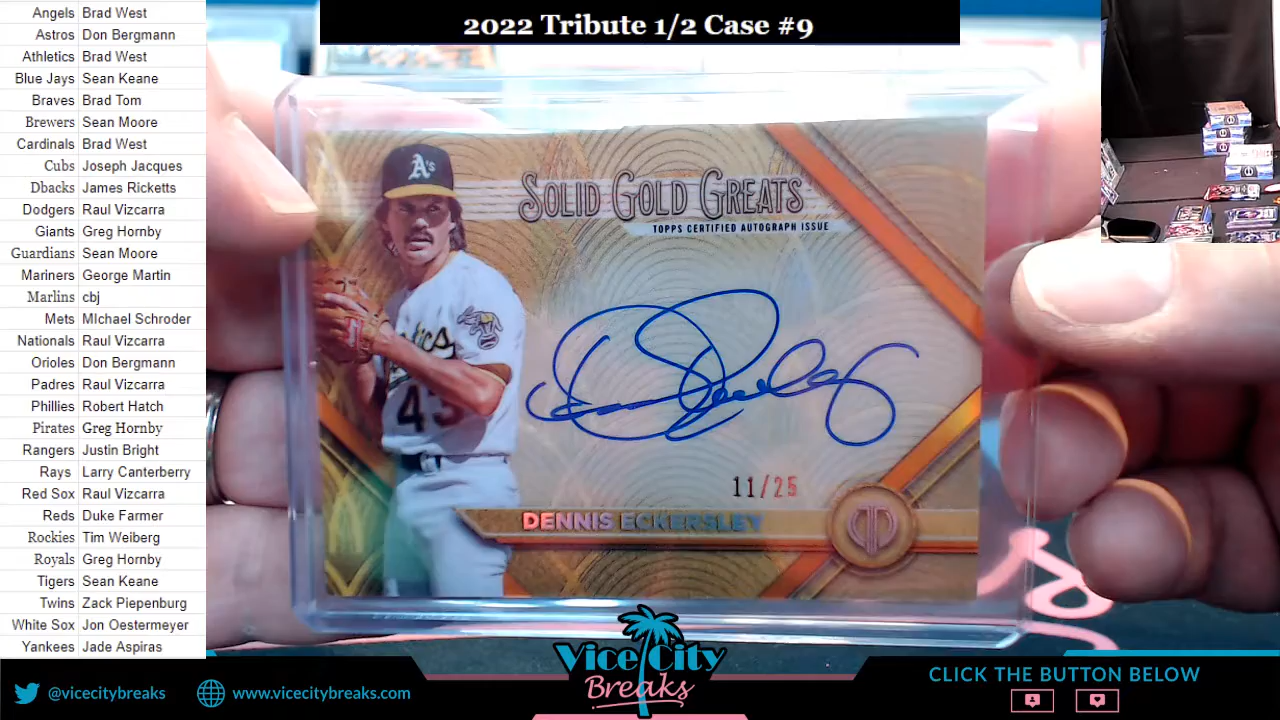 2022 Tribute 1/2 Case #9
Angels Brad West
Astros Don Bergmann
Athletics Brad West
Blue Jays Sean Keane
Braves Brad Tom
Brewers Sean Moore
Cardinals Brad West
Cubs Joseph Jacques
Dbacks James Ricketts
Dodgers Raul Vizcarra
Giants Greg Hornby
Guardians Sean Moore
Mariners George Martin
Marlins cbj
Mets MIchael Schroder
Nationals Raul Vizcarra
Orioles Don Bergmann
Padres Raul Vizcarra
Phillies Robert Hatch
Pirates Greg Hornby
Rangers Justin Bright
Rays Larry Canterberry
Red Sox Raul Vizcarra
Reds Duke Farmer
Rockies Tim Weiberg
Royals Greg Hornby
Tigers Sean Keane
Twins Zack Piepenburg
White Sox Jon Oestermeyer
Yankees Jade Aspiras
A's
SOLID GOLD GREATS
TOPPS CERTIFIED AUTOGRAPH ISSUE
43
11/25
DENNIS ECKERSLEY
Vice City
Breaks
@vicecitybreaks
www.vicecitybreaks.com
CLICK THE BUTTON BELOW